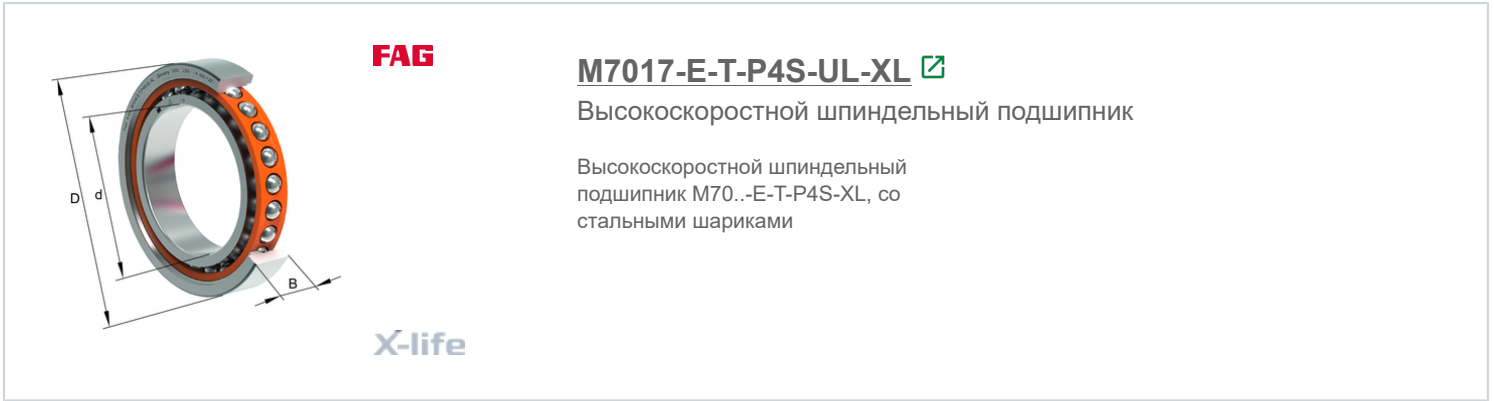 FAG
M7017-E-T-P4S-UL-XL
Высокоскоростной шпиндельный подшипник
Высокоскоростной шпиндельный
подшипник M70..-E-T-P4S-XL, со
стальными шариками
D
d
B
X-life